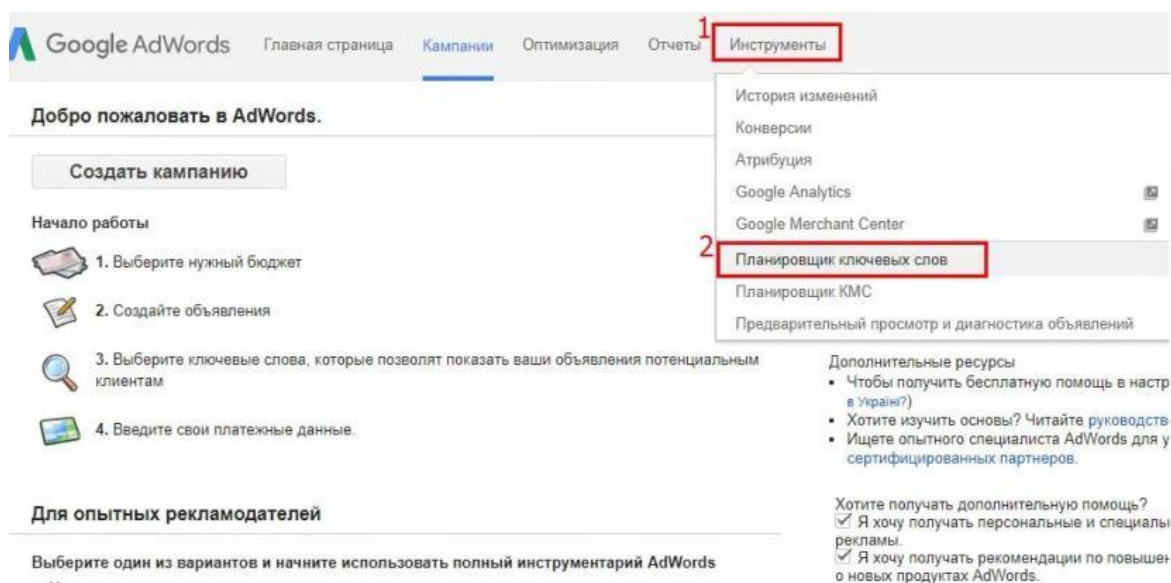 Google AdWords Главная страница Кампании Оптимизация Отчеты 1 Инструменты
История изменений
Конверсии
Атрибуция
Google Analytics
Google Merchant Center
2 Планировщик ключевых слов
Планировщик КМС
Предварительный просмотр и диагностика объявлений
Добро пожаловать в AdWords.
Создать кампанию
Начало работы
1. Выберите нужный бюджет
2. Создайте объявления
3. Выберите ключевые слова, которые позволят показать ваши объявления потенциальным
клиентам
4. Введите свои платежные данные.
Дополнительные ресурсы
• Чтобы получить бесплатную помощь в настр
в Україні?)
• Хотите изучить основы? Читайте руководств
• Ищете опытного специалиста AdWords для у
сертифицированных партнеров.
Хотите получать дополнительную помощь?
Я хочу получать персональные и специаль
рекламы.
Я хочу получать рекомендации по повышен
о новых продуктах AdWords.
Для опытных рекламодателей
Выберите один из вариантов и начните использовать полный инструментарий AdWords